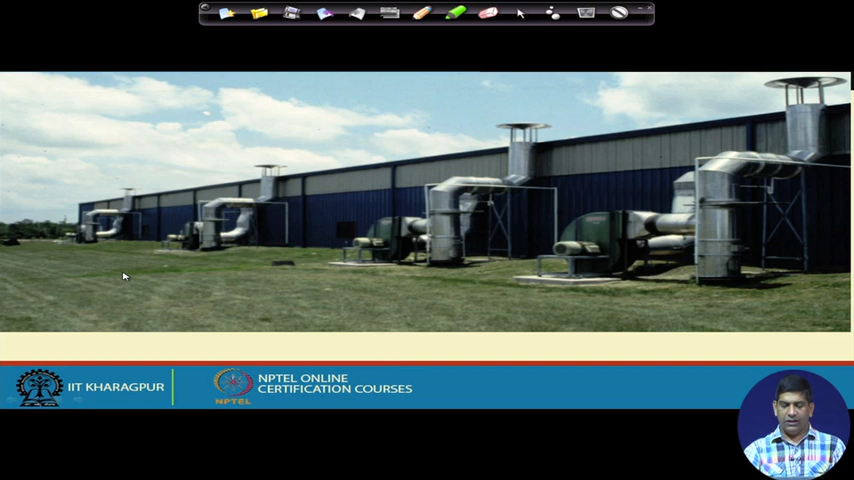 IIT KHARAGPUR
NPTEL ONLINE
CERTIFICATION COURSES
NPTEL